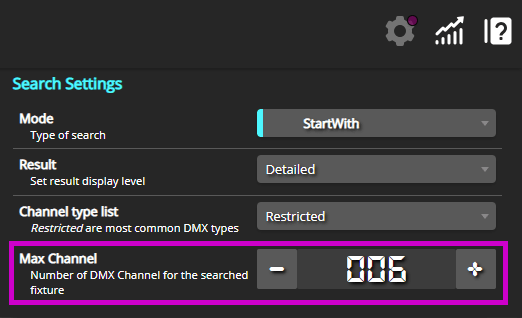 Search Settings
Mode
Type of search
StartWith
Result
Set result display level
Detailed
Channel type list
Restricted are most common DMX types
Restricted
Max Channel
Number of DMX Channel for the searched
fixture
- 006 +